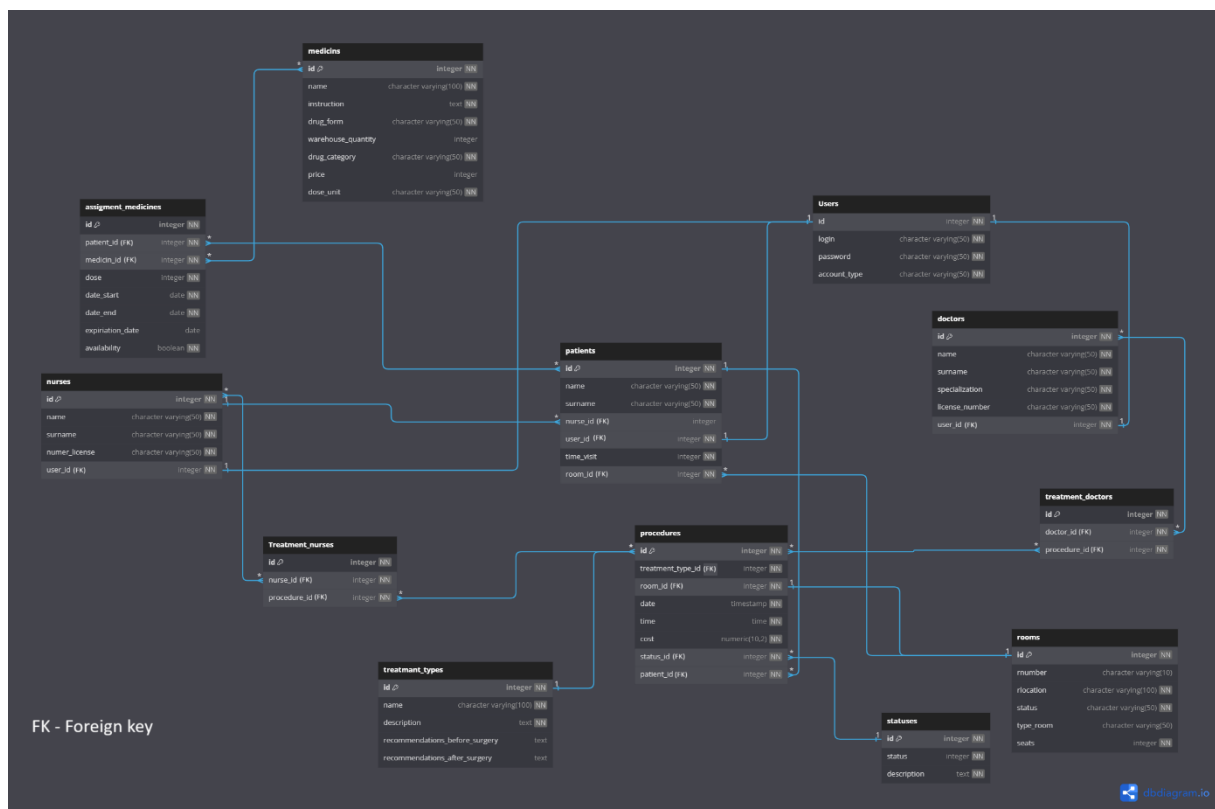 medicins
id integer NN
name character varying(100) NN
instruction text NN
drug_form character varying(50) NN
warehouse_quantity integer
drug_category character varying(50) NN
price integer
dose_unit character varying(50) NN
assigment_medicines
id integer NN
patient_id (FK) integer NN
medicin_id (FK) integer NN
dose integer NN
date_start date NN
date_end date NN
expiriation_date date
availability boolean NN
Users
id integer NN
login character varying(50) NN
password character varying(50) NN
account_type character varying(50) NN
doctors
id integer NN
name character varying(50) NN
surname character varying(50) NN
specialization character varying(50) NN
license_number character varying(50) NN
user_id (FK) integer NN
patients
id integer NN
name character varying(50) NN
surname character varying(50) NN
nurse_id (FK) integer
user_id (FK) integer NN
time_visit integer NN
room_id (FK) integer NN
nurses
id integer NN
name character varying(50) NN
surname character varying(50) NN
numer_license character varying(50) NN
user_id (FK) integer NN
treatment_doctors
id integer NN
doctor_id (FK) integer NN
procedure_id(FK) integer NN
Treatment_nurses
id integer NN
nurse_id (FK) integer NN
procedure_id (FK) integer NN
procedures
id integer NN
treatment_type_id (FK) integer NN
room_id (FK) integer NN
date timestamp NN
time time NN
cost numeric(10,2) NN
status_id (FK) integer NN
patient_id (FK) integer NN
rooms
id integer NN
rnumber character varying(10)
rlocation character varying(100) NN
status character varying(50) NN
type_room character varying(50)
seats integer NN
treatmant_types
id integer NN
name character varying(100) NN
description text NN
recommendations_before_surgery text
recommendations_after_surgery text
statuses
id integer NN
status integer NN
description text NN
FK - Foreign key
dbdiagram.io